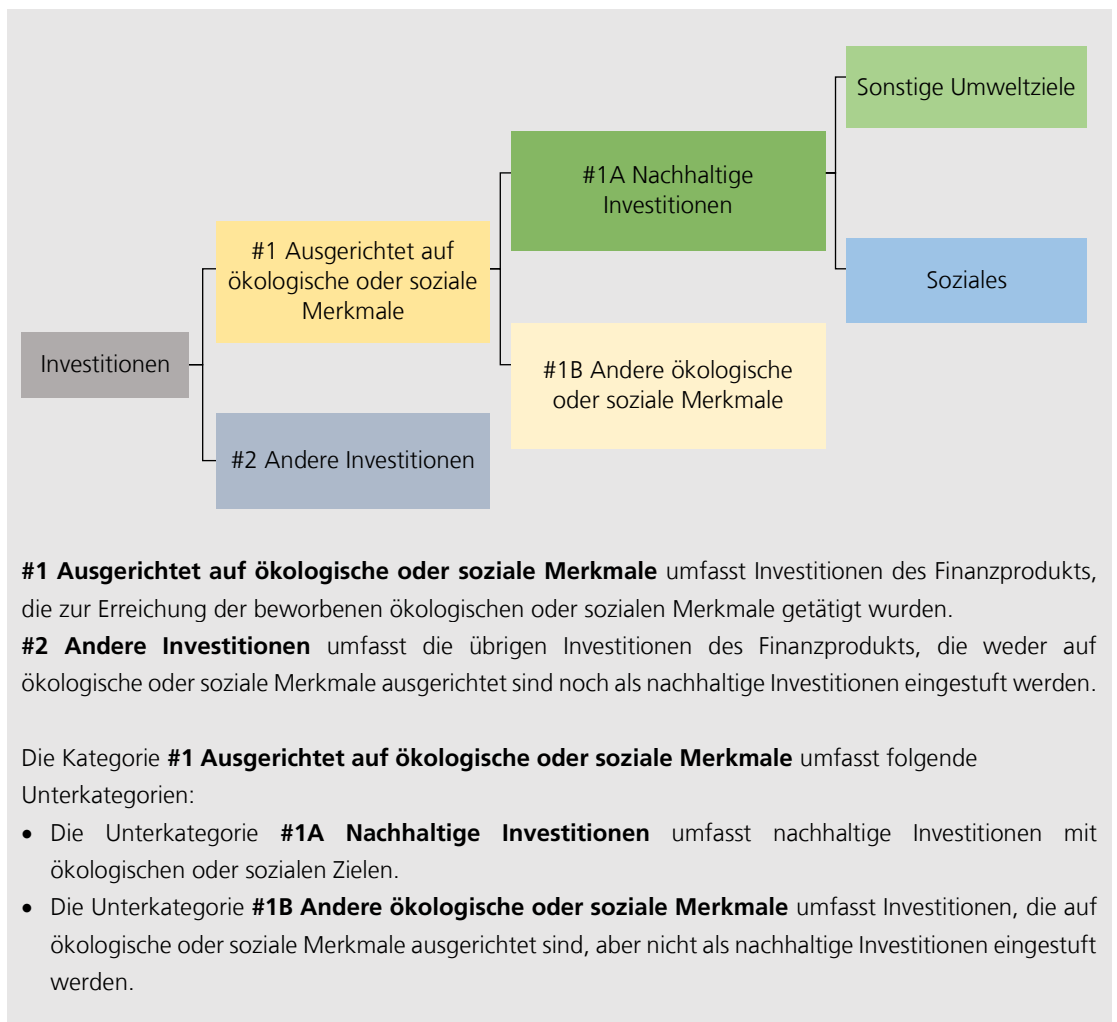 Sonstige Umweltziele
#1A Nachhaltige
Investitionen
#1 Ausgerichtet auf
ökologische oder soziale
Merkmale
Soziales
Investitionen
#1B Andere ökologische
oder soziale Merkmale
#2 Andere Investitionen
#1 Ausgerichtet auf ökologische oder soziale Merkmale umfasst Investitionen des Finanzprodukts,
die zur Erreichung der beworbenen ökologischen oder sozialen Merkmale getätigt wurden.
#2 Andere Investitionen umfasst die übrigen Investitionen des Finanzprodukts, die weder auf
ökologische oder soziale Merkmale ausgerichtet sind noch als nachhaltige Investitionen eingestuft werden.
Die Kategorie #1 Ausgerichtet auf ökologische oder soziale Merkmale umfasst folgende
Unterkategorien:
• Die Unterkategorie #1A Nachhaltige Investitionen umfasst nachhaltige Investitionen mit
ökologischen oder sozialen Zielen.
• Die Unterkategorie #1B Andere ökologische oder soziale Merkmale umfasst Investitionen, die auf
ökologische oder soziale Merkmale ausgerichtet sind, aber nicht als nachhaltige Investitionen eingestuft
werden.